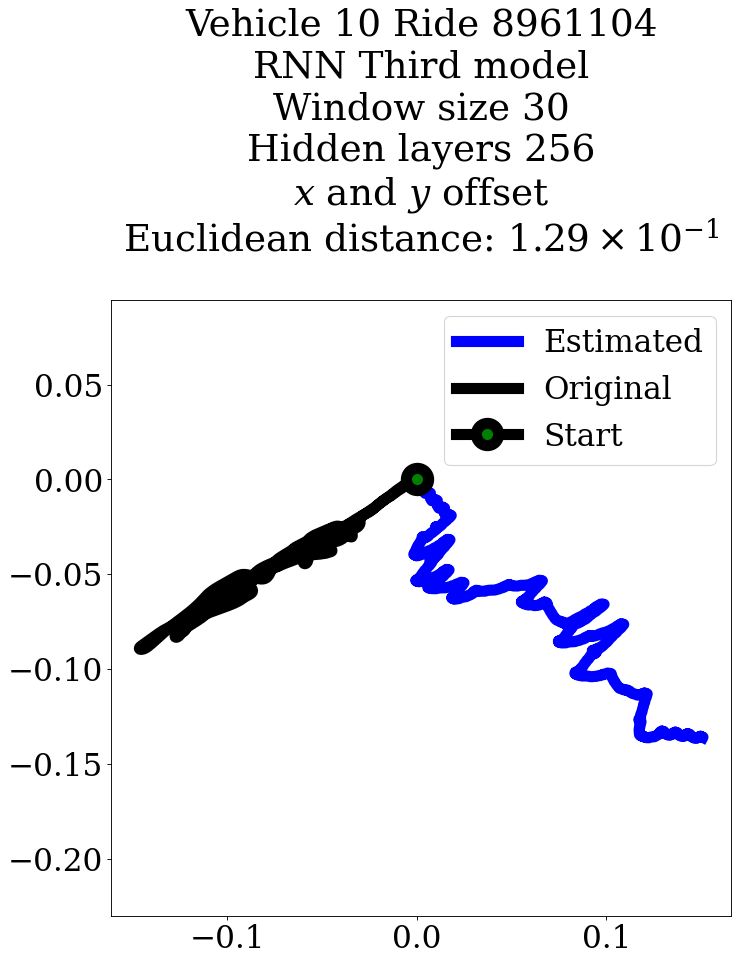 Vehicle 10 Ride 8961104
RNN Third model
Window size 30
Hidden layers 256
x and y offset
Euclidean distance: 1.29 × 10⁻¹
Estimated
Original
Start
0.05
0.00
−0.05
−0.10
−0.15
−0.20
−0.1 0.0 0.1